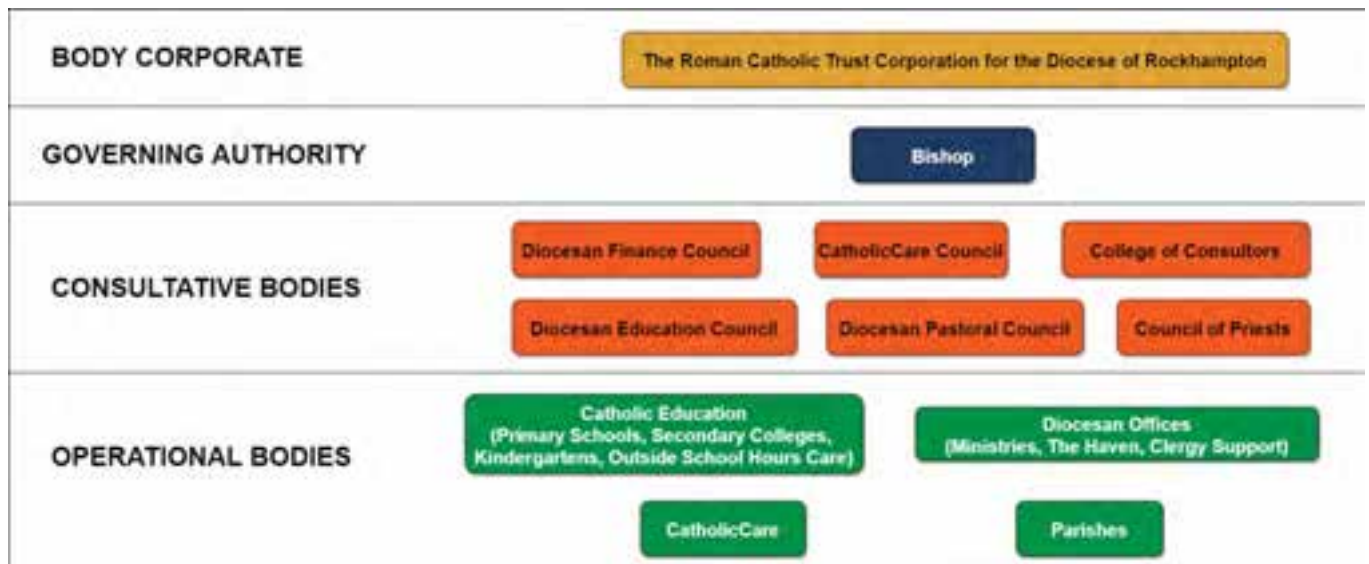 BODY CORPORATE
The Roman Catholic Trust Corporation for the Diocese of Rockhampton
GOVERNING AUTHORITY
Bishop
CONSULTATIVE BODIES
Diocesan Finance Council
CatholicCare Council
College of Consultors
Diocesan Education Council
Diocesan Pastoral Council
Council of Priests
OPERATIONAL BODIES
Catholic Education
(Primary Schools, Secondary Colleges,
Kindergartens, Outside School Hours Care)
Diocesan Offices
(Ministries, The Haven, Clergy Support)
CatholicCare
Parishes